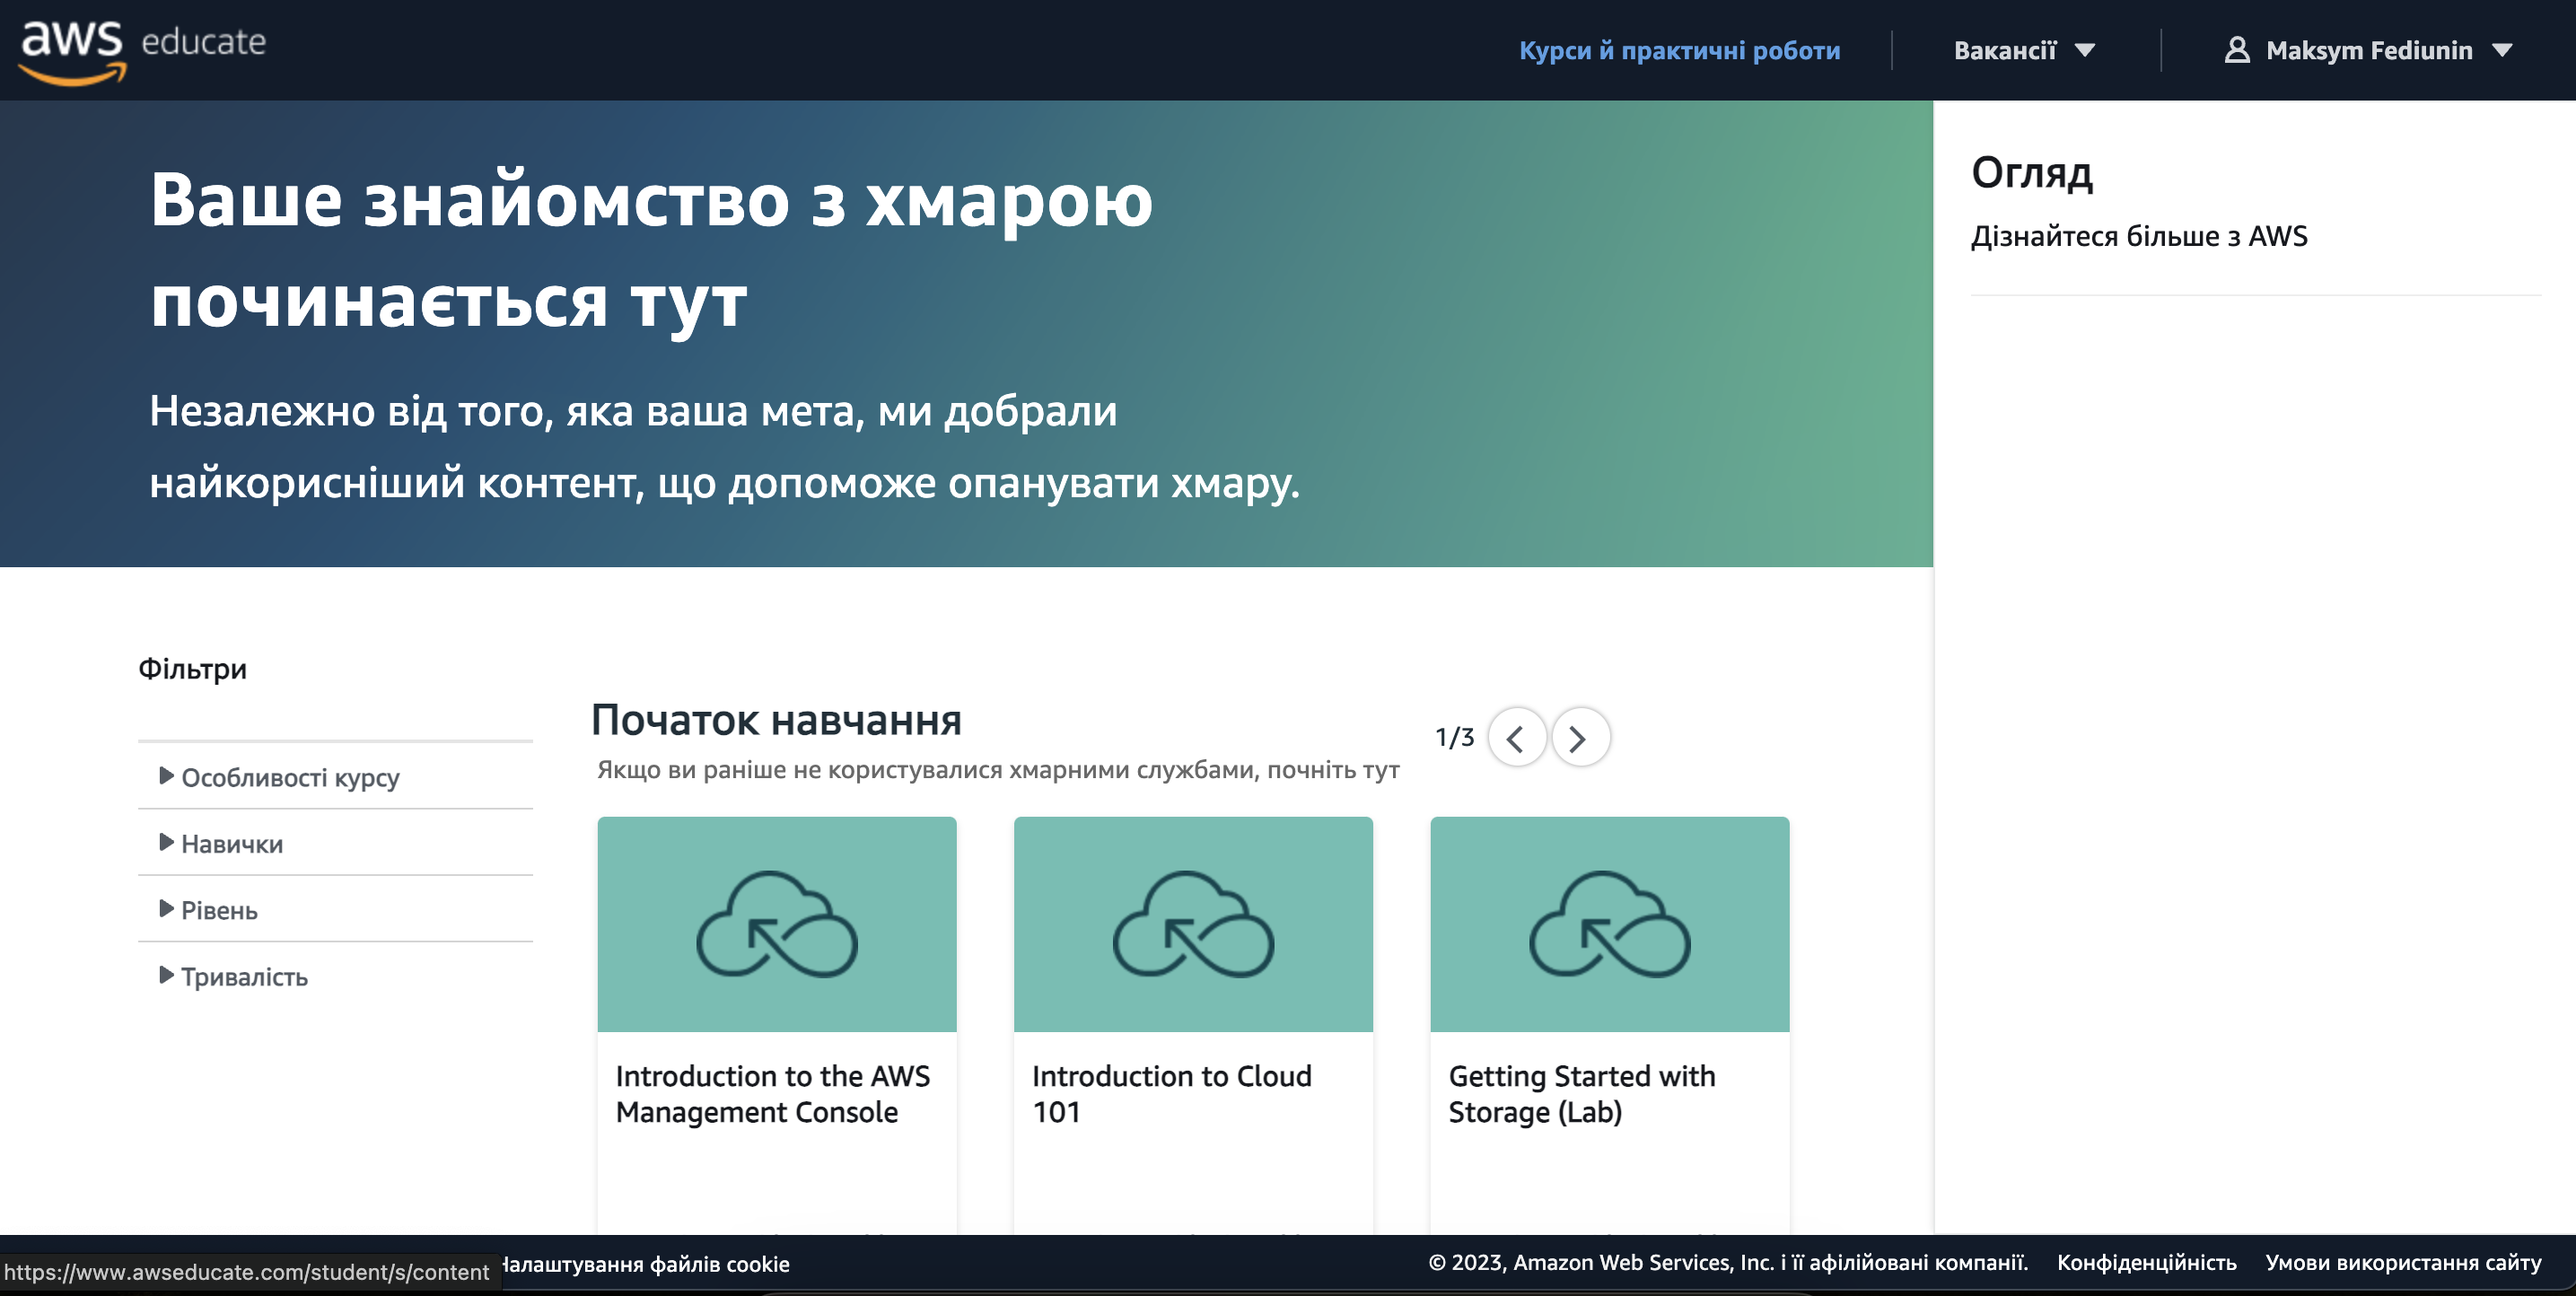 aws educate
Курси й практичні роботи
Вакансії
Maksym Fediunin
Ваше знайомство з хмарою
починається тут
Незалежно від того, яка ваша мета, ми добрали
найкорисніший контент, що допоможе опанувати хмару.
Огляд
Дізнайтеся більше з AWS
Фільтри
Особливості курсу
Навички
Рівень
Тривалість
Початок навчання
Якщо ви раніше не користувалися хмарними службами, почніть тут
1/3
Introduction to the AWS
Management Console
Introduction to Cloud
101
Getting Started with
Storage (Lab)
https://www.awseducate.com/student/s/content
файлів cookie
© 2023, Amazon Web Services, Inc. і її афілійовані компанії.
Конфіденційність
Умови використання сайту